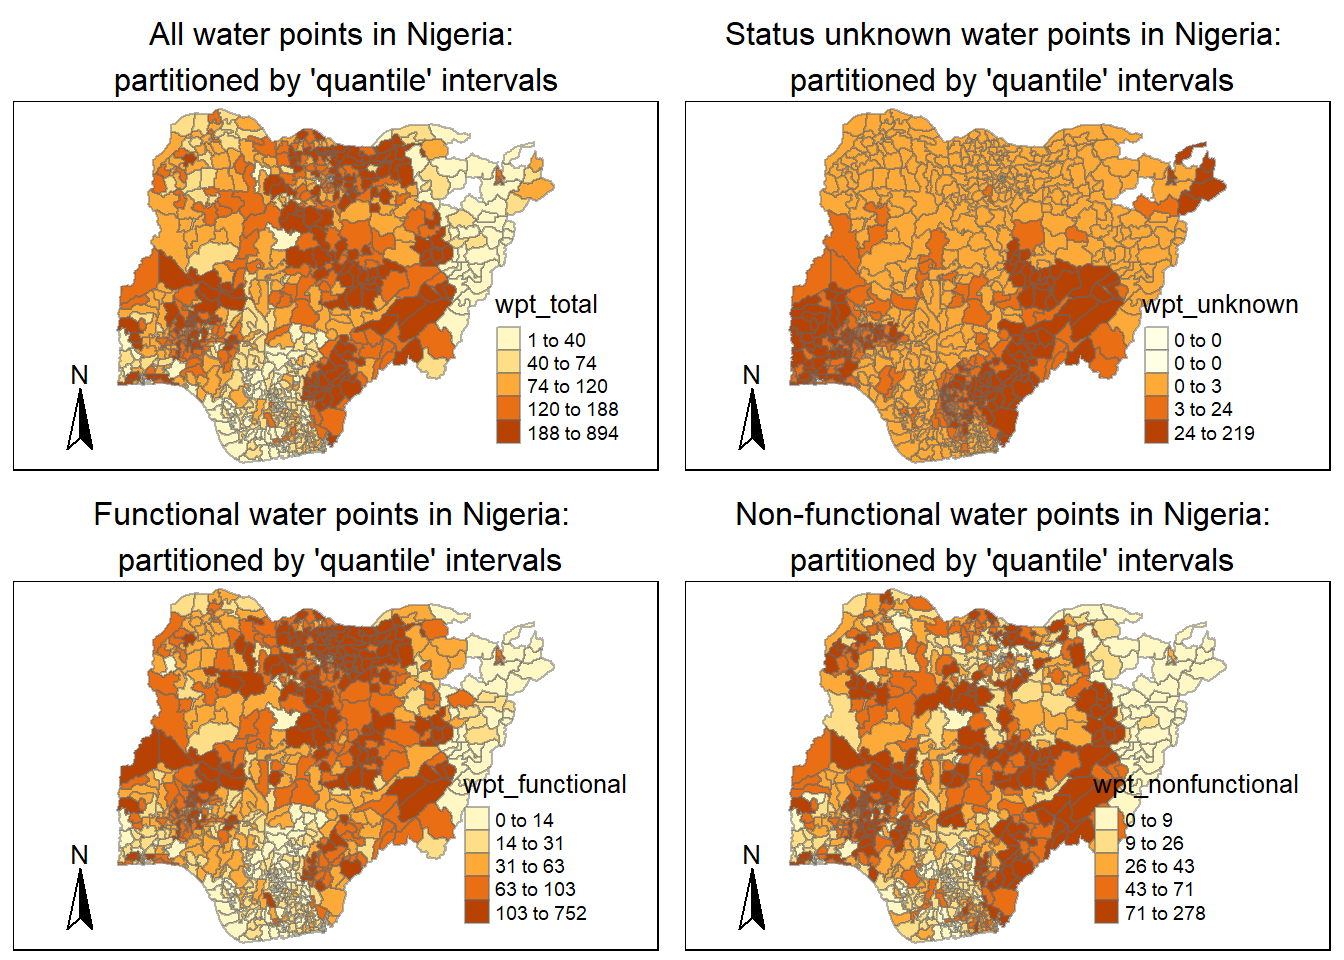 All water points in Nigeria:
partitioned by 'quantile' intervals
wpt_total
1 to 40
40 to 74
74 to 120
120 to 188
188 to 894
N
Status unknown water points in Nigeria:
partitioned by 'quantile' intervals
wpt_unknown
0 to 0
0 to 0
0 to 3
3 to 24
24 to 219
N
Functional water points in Nigeria:
partitioned by 'quantile' intervals
wpt_functional
0 to 14
14 to 31
31 to 63
63 to 103
103 to 752
N
Non-functional water points in Nigeria:
partitioned by 'quantile' intervals
wpt_nonfunctional
0 to 9
9 to 26
26 to 43
43 to 71
71 to 278
N